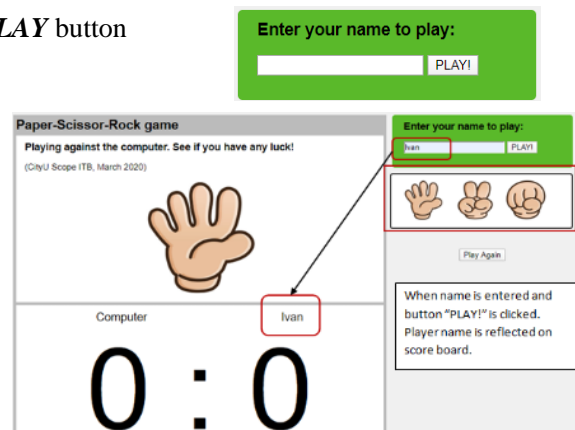 LAY button
Enter your name to play:
PLAY!
Paper-Scissor-Rock game
Playing against the computer. See if you have any luck!
(CityU Scope ITB, March 2020)
Computer
Ivan
0 : 0
Enter your name to play:
Ivan
PLAY!
Play Again
When name is entered and
button "PLAY!" is clicked.
Player name is reflected on
score board.